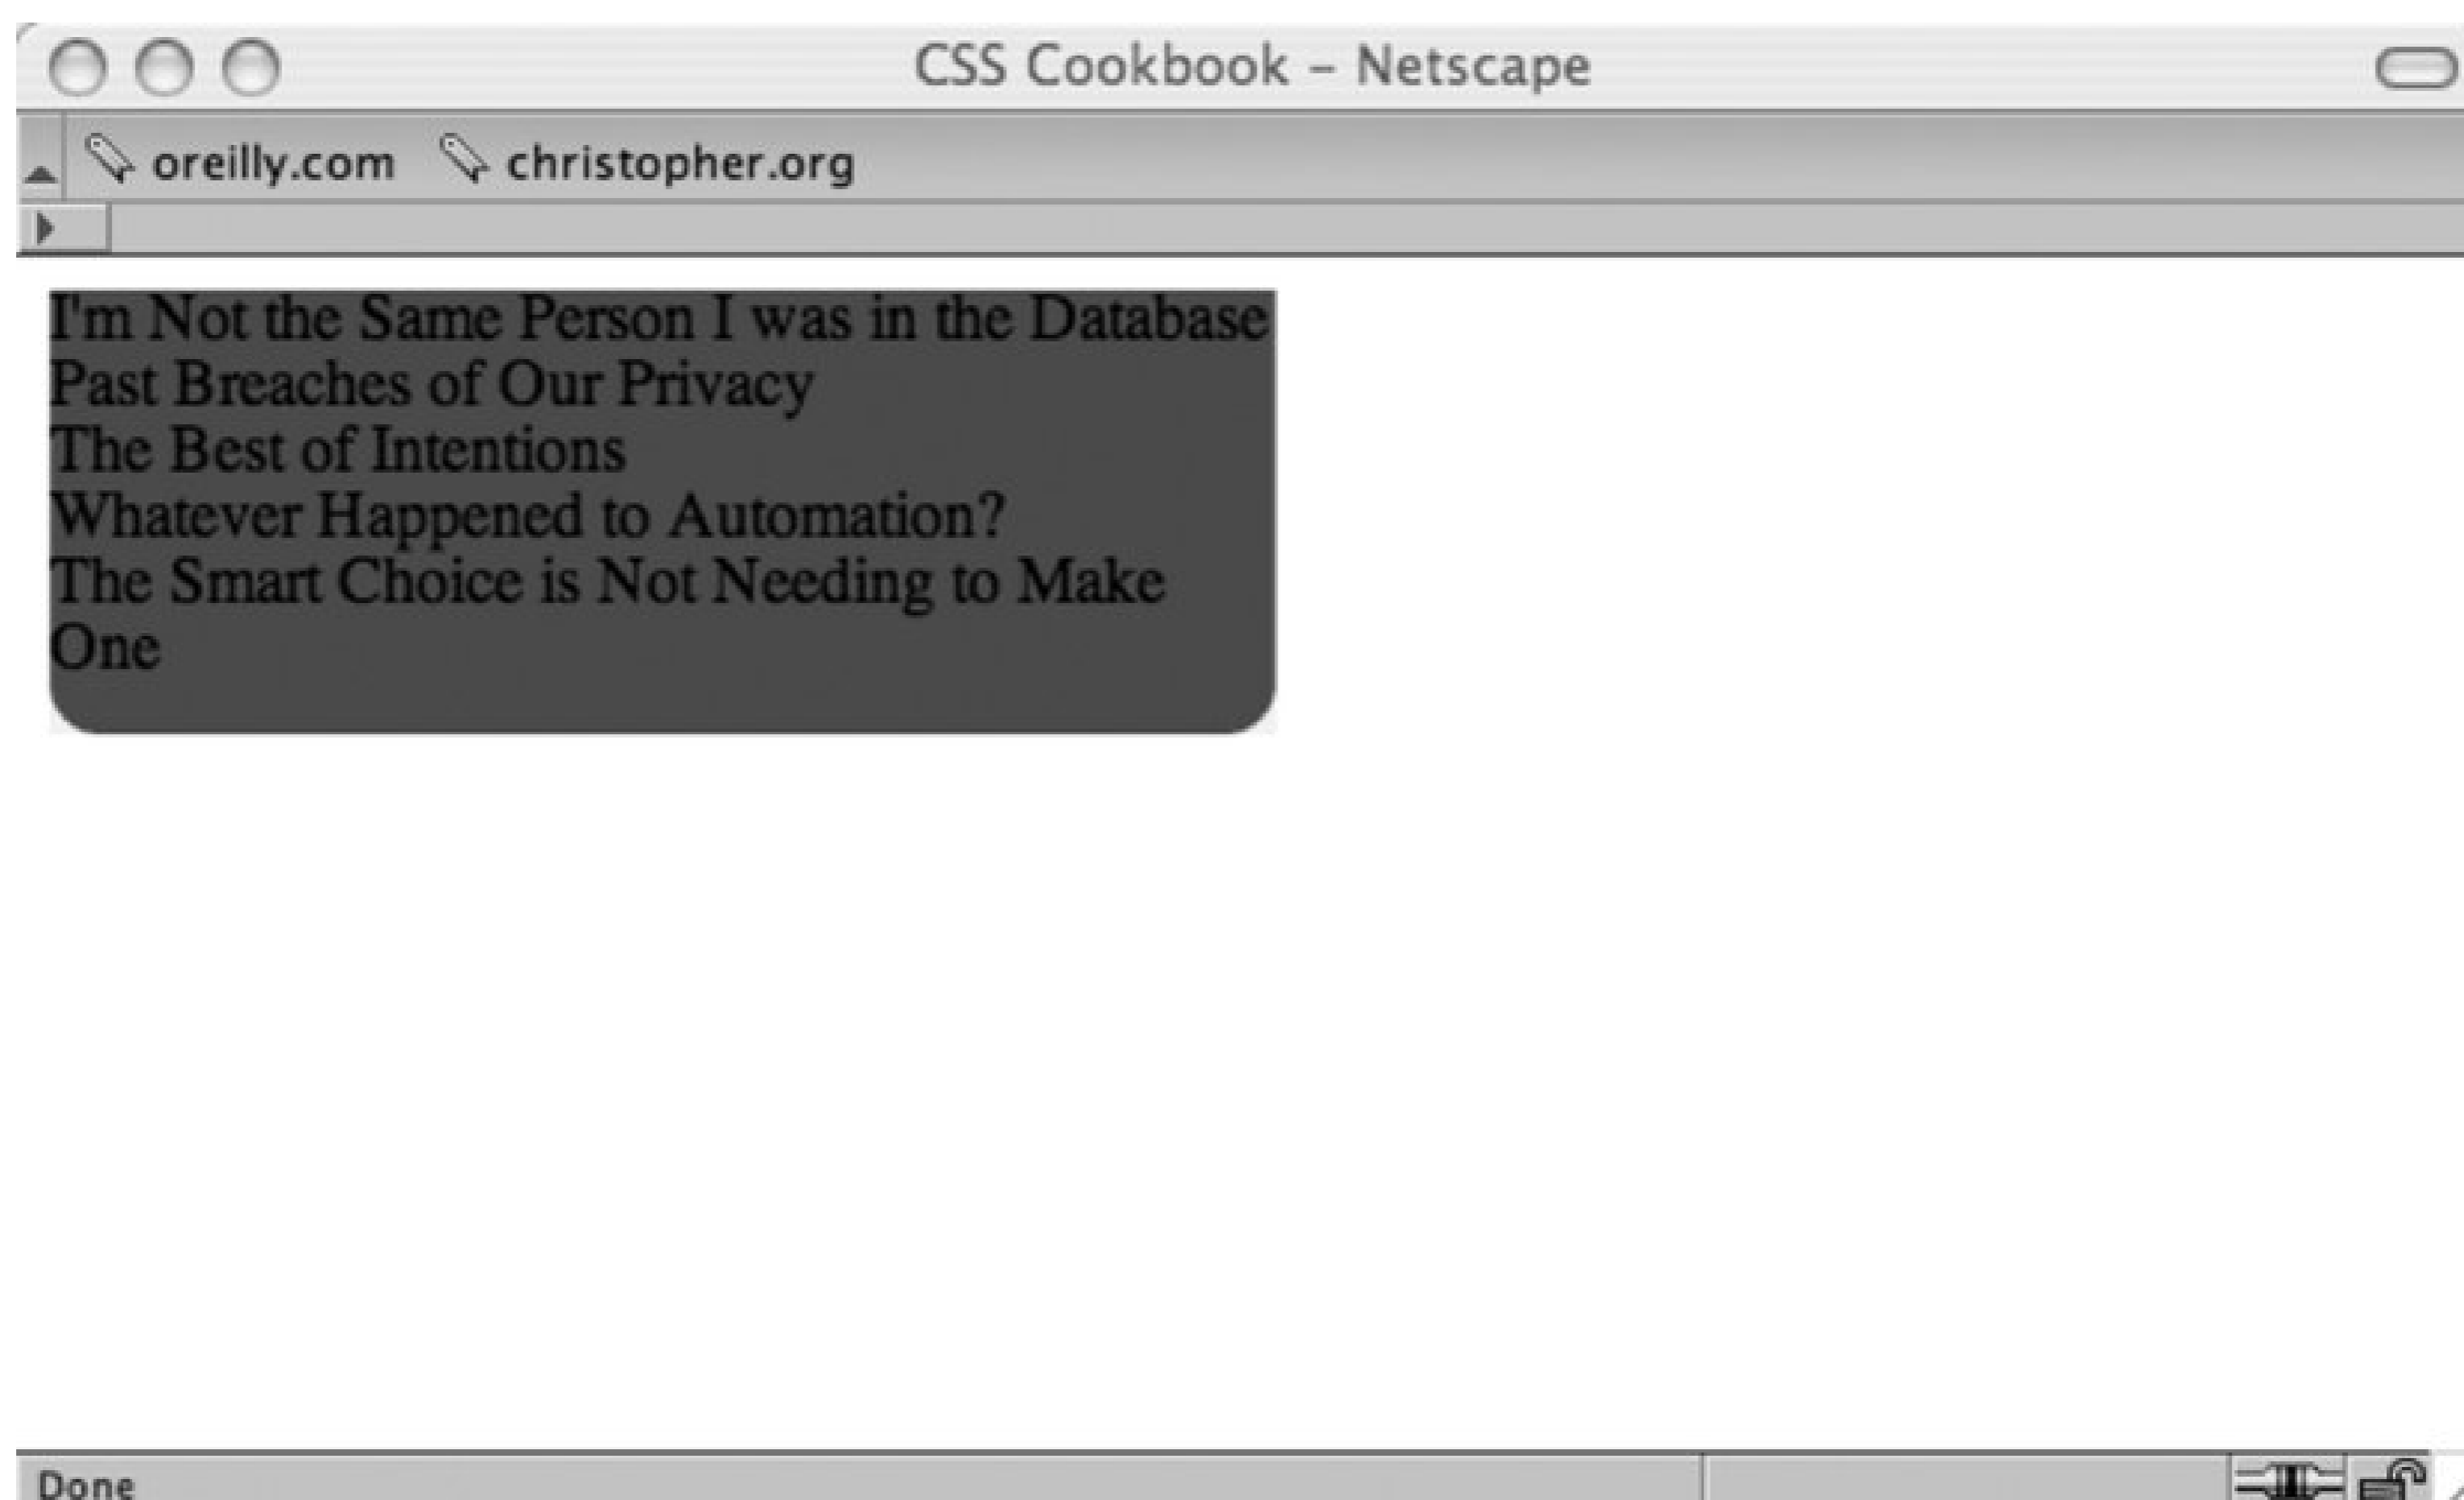 CSS Cookbook – Netscape
oreilly.com christopher.org
I'm Not the Same Person I was in the Database
Past Breaches of Our Privacy
The Best of Intentions
Whatever Happened to Automation?
The Smart Choice is Not Needing to Make
One
Done